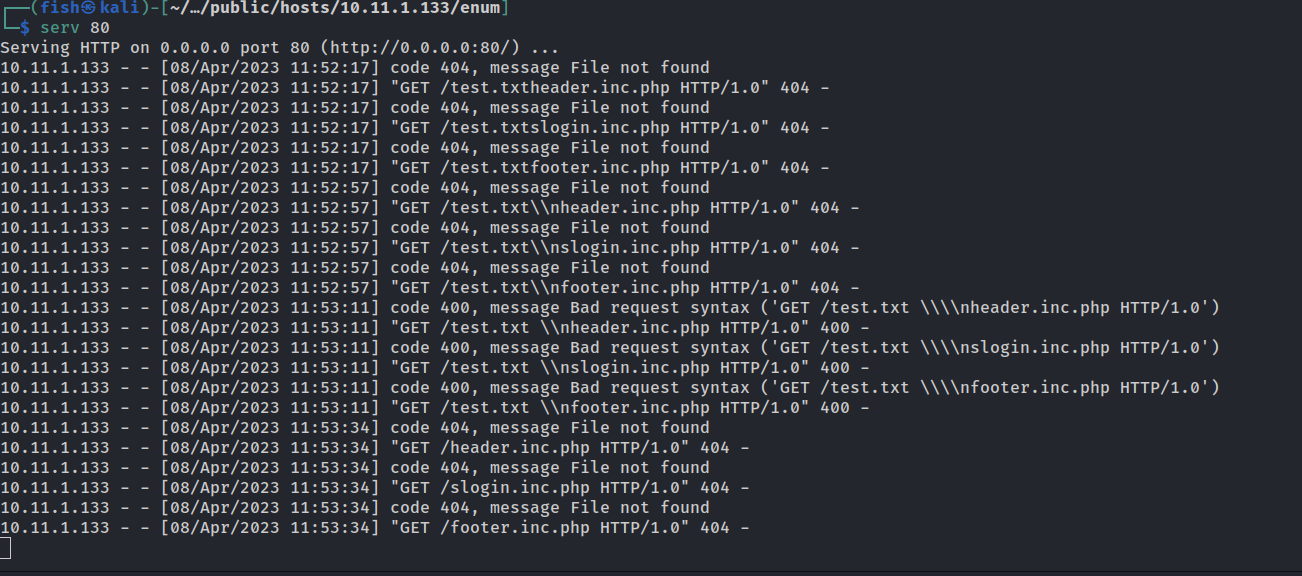 ┌──(fish㉿kali)-[~/…/public/hosts/10.11.1.133/enum]
└─$ serv 80
Serving HTTP on 0.0.0.0 port 80 (http://0.0.0.0:80/) ...
10.11.1.133 - - [08/Apr/2023 11:52:17] code 404, message File not found
10.11.1.133 - - [08/Apr/2023 11:52:17] "GET /test.txtheader.inc.php HTTP/1.0" 404 -
10.11.1.133 - - [08/Apr/2023 11:52:17] code 404, message File not found
10.11.1.133 - - [08/Apr/2023 11:52:17] "GET /test.txtslogin.inc.php HTTP/1.0" 404 -
10.11.1.133 - - [08/Apr/2023 11:52:17] code 404, message File not found
10.11.1.133 - - [08/Apr/2023 11:52:17] "GET /test.txtfooter.inc.php HTTP/1.0" 404 -
10.11.1.133 - - [08/Apr/2023 11:52:57] code 404, message File not found
10.11.1.133 - - [08/Apr/2023 11:52:57] "GET /test.txt\\nheader.inc.php HTTP/1.0" 404 -
10.11.1.133 - - [08/Apr/2023 11:52:57] code 404, message File not found
10.11.1.133 - - [08/Apr/2023 11:52:57] "GET /test.txt\\nslogin.inc.php HTTP/1.0" 404 -
10.11.1.133 - - [08/Apr/2023 11:52:57] code 404, message File not found
10.11.1.133 - - [08/Apr/2023 11:52:57] "GET /test.txt\\nfooter.inc.php HTTP/1.0" 404 -
10.11.1.133 - - [08/Apr/2023 11:53:11] code 400, message Bad request syntax ('GET /test.txt \\\\nheader.inc.php HTTP/1.0')
10.11.1.133 - - [08/Apr/2023 11:53:11] "GET /test.txt \\nheader.inc.php HTTP/1.0" 400 -
10.11.1.133 - - [08/Apr/2023 11:53:11] code 400, message Bad request syntax ('GET /test.txt \\\\nslogin.inc.php HTTP/1.0')
10.11.1.133 - - [08/Apr/2023 11:53:11] "GET /test.txt \\nslogin.inc.php HTTP/1.0" 400 -
10.11.1.133 - - [08/Apr/2023 11:53:11] code 400, message Bad request syntax ('GET /test.txt \\\\nfooter.inc.php HTTP/1.0')
10.11.1.133 - - [08/Apr/2023 11:53:11] "GET /test.txt \\nfooter.inc.php HTTP/1.0" 400 -
10.11.1.133 - - [08/Apr/2023 11:53:34] code 404, message File not found
10.11.1.133 - - [08/Apr/2023 11:53:34] "GET /header.inc.php HTTP/1.0" 404 -
10.11.1.133 - - [08/Apr/2023 11:53:34] code 404, message File not found
10.11.1.133 - - [08/Apr/2023 11:53:34] "GET /slogin.inc.php HTTP/1.0" 404 -
10.11.1.133 - - [08/Apr/2023 11:53:34] code 404, message File not found
10.11.1.133 - - [08/Apr/2023 11:53:34] "GET /footer.inc.php HTTP/1.0" 404 -